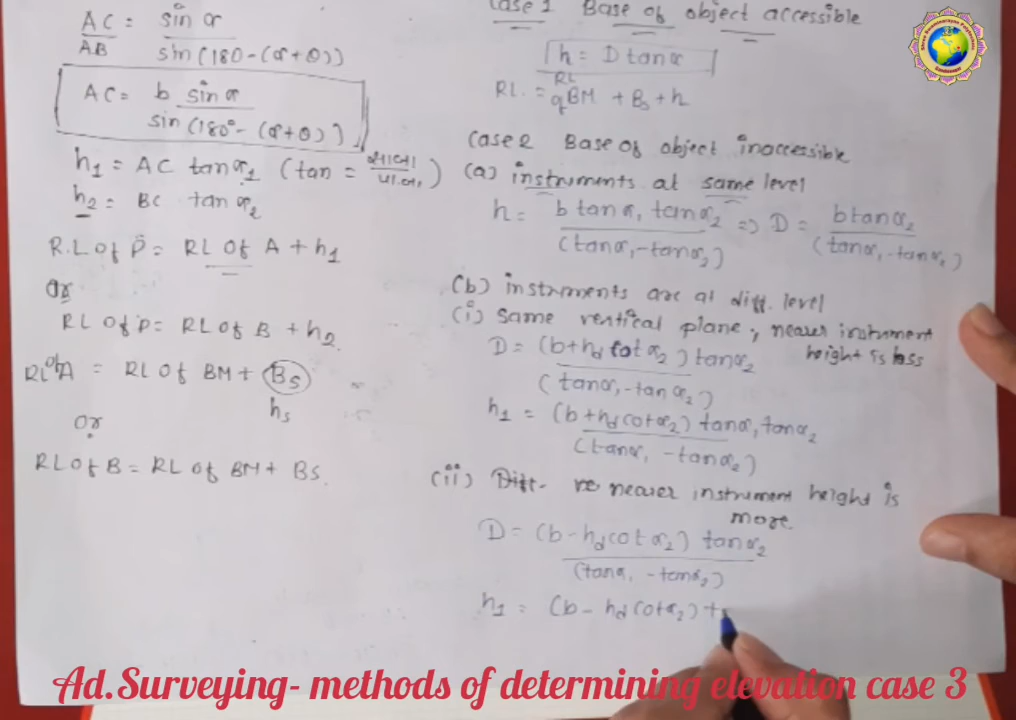 AC = sin α
AB sin(180-(α+θ))
AC = b sin α
sin(180°-(α+θ))
h₁ = AC tan α₁ (tan = સાબા / પા.બા.)
h₂ = BC tan α₂
R.L of P = RL of A + h₁
Or
RL of P = RL of B + h₂.
RL of A = RL of BM + Bs
hs
or
RL of B = RL of BM + BS.
Case 1 Base of object accessible
h = D tan α
RL. = RL of BM + Bs + h
Case 2 Base of object inaccessible
(a) instruments at same level
h = b tan α₁ tan α₂ / (tan α₁ - tan α₂) => D = b tan α₂ / (tan α₁ - tan α₂)
(b) instruments are at diff. level
(i) same vertical plane, nearer instrument
height is less
D = (b+hd cot α₂) tan α₂
(tan α₁ - tan α₂)
h₁ = (b+hd cot α₂) tan α₁ tan α₂
(tan α₁ - tan α₂)
(ii) Diff- nearer instrument height is
more.
D = (b - hd cot α₂) tan α₂
(tan α₁ - tan α₂)
h₁ = (b - hd cot α₂) t
Ad.Surveying- methods of determining elevation case 3